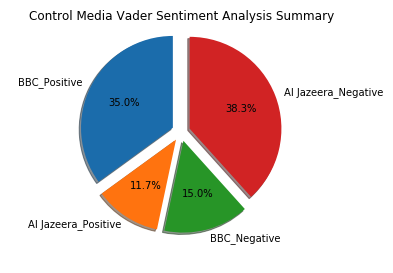 Control Media Vader Sentiment Analysis Summary
BBC_Positive
35.0%
Al Jazeera_Negative
38.3%
11.7%
Al Jazeera_Positive
15.0%
BBC_Negative